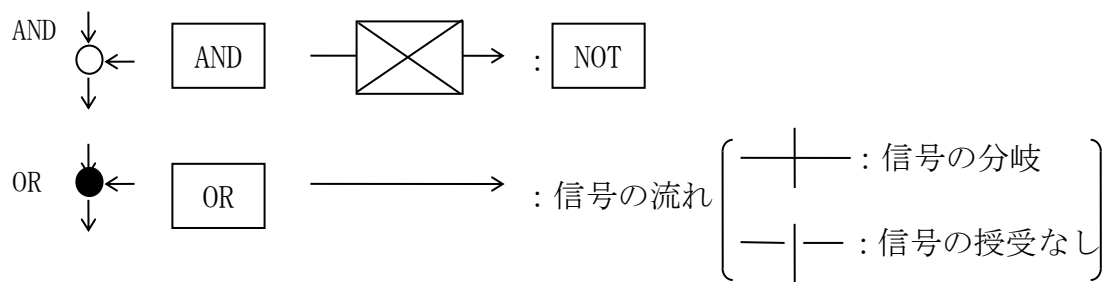 AND
AND
: NOT
OR
OR
: 信号の流れ
: 信号の分岐
: 信号の授受なし